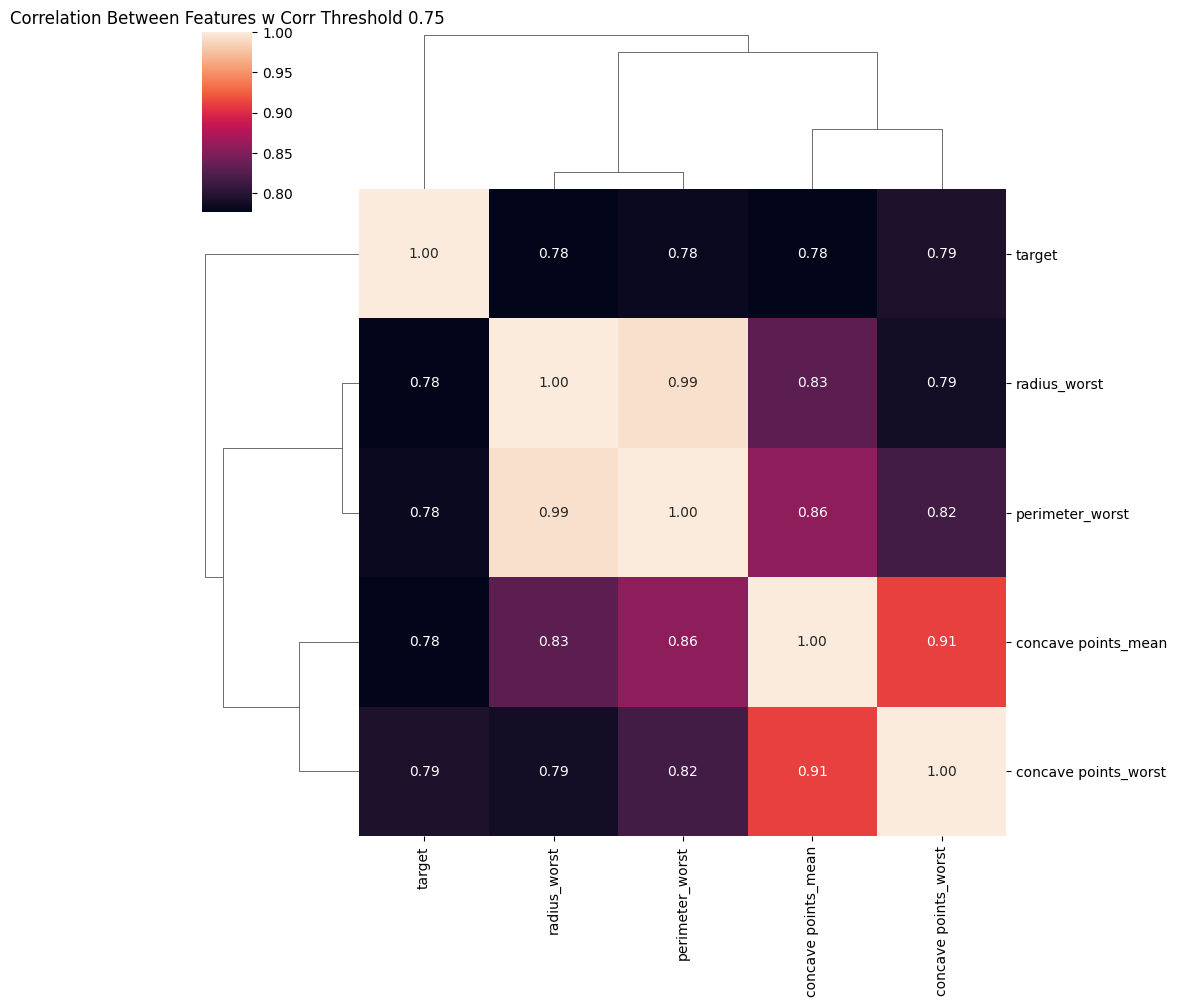 Correlation Between Features w Corr Threshold 0.75
1.00
0.95
0.90
0.85
0.80
1.00 0.78 0.78 0.78 0.79 target
0.78 1.00 0.99 0.83 0.79 radius_worst
0.78 0.99 1.00 0.86 0.82 perimeter_worst
0.78 0.83 0.86 1.00 0.91 concave points_mean
0.79 0.79 0.82 0.91 1.00 concave points_worst
target
radius_worst
perimeter_worst
concave points_mean
concave points_worst